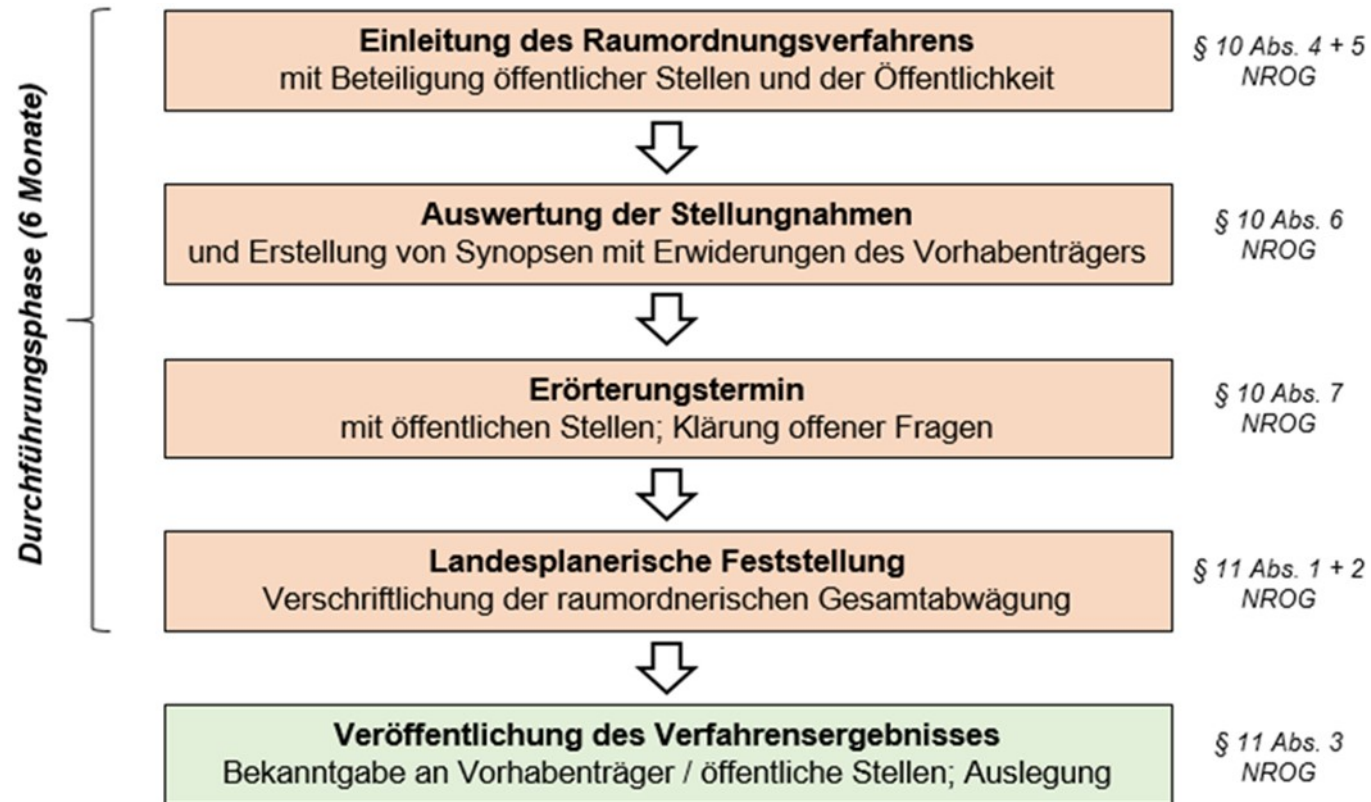 Durchführungsphase (6 Monate)
Einleitung des Raumordnungsverfahrens
mit Beteiligung öffentlicher Stellen und der Öffentlichkeit
§ 10 Abs. 4 + 5
NROG
Auswertung der Stellungnahmen
und Erstellung von Synopsen mit Erwiderungen des Vorhabenträgers
§ 10 Abs. 6
NROG
Erörterungstermin
mit öffentlichen Stellen; Klärung offener Fragen
§ 10 Abs. 7
NROG
Landesplanerische Feststellung
Verschriftlichung der raumordnerischen Gesamtabwägung
§ 11 Abs. 1 + 2
NROG
Veröffentlichung des Verfahrensergebnisses
Bekanntgabe an Vorhabenträger / öffentliche Stellen; Auslegung
§ 11 Abs. 3
NROG